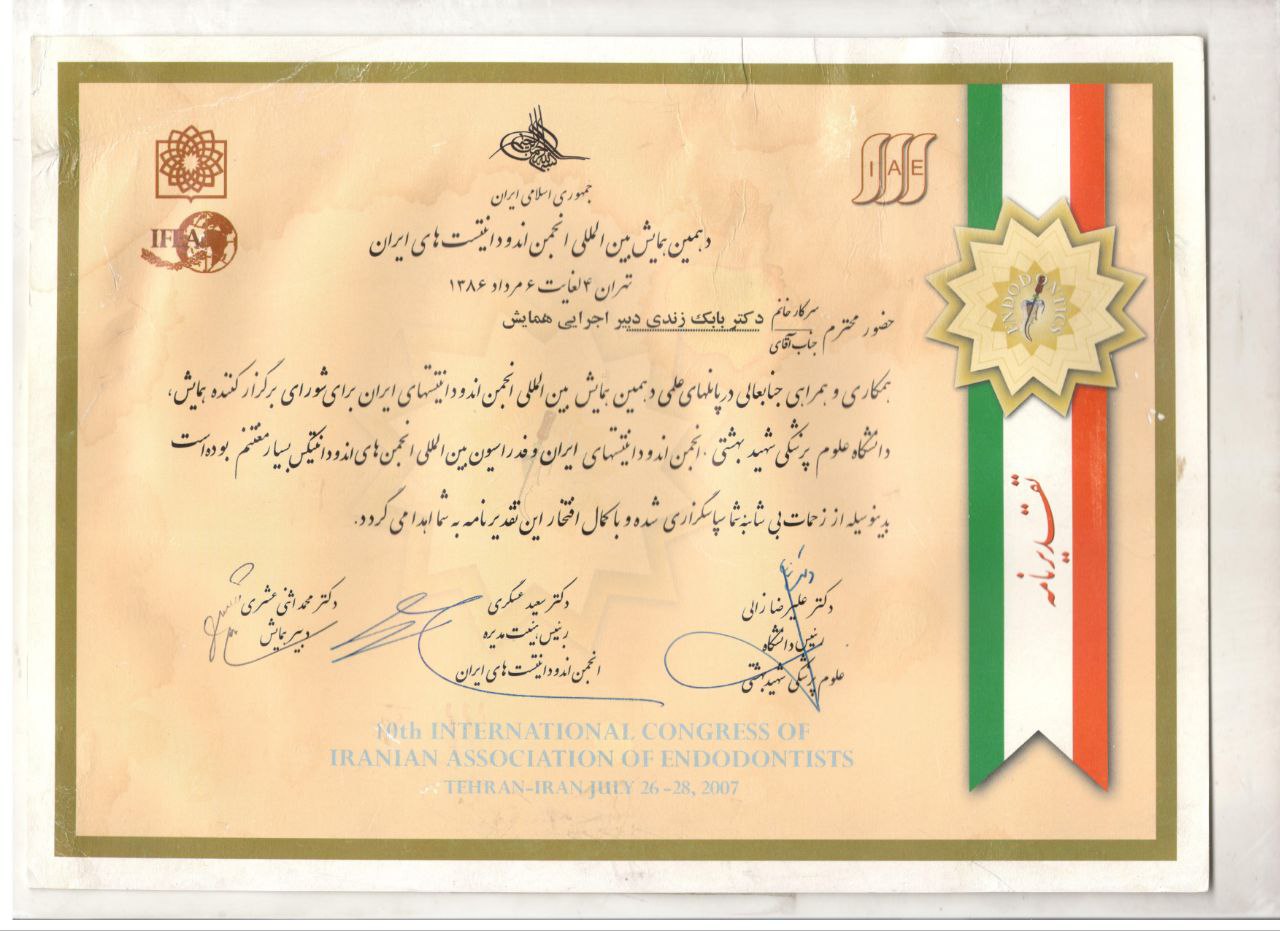 IAE
IFEA
جمهوری اسلامی ایران
دهمین همایش بین المللی انجمن اندودانتیست های ایران
تهران ۴ لغایت ۶ مرداد ۱۳۸۶
حضور محترم سرکار خانم
جناب آقای
دکتر بابک زندی دبیر اجرایی همایش
همکاری و همراهی جنابعالی در پانلهای علمی دهمین همایش بین المللی انجمن اندودانتیستهای ایران برای شورای برگزار کننده همایش،
دانشگاه علوم پزشکی شهید بهشتی ، انجمن اندودانتیستهای ایران و فدراسیون بین المللی انجمن های اندودانتیکس بسیار مغتنم بوده است
بدینوسیله از زحمات بی شائبه شما سپاسگزاری شده و با کمال افتخار این تقدیرنامه به شما اهدا می گردد.
دکتر علیرضا زالی
رئیس دانشگاه
علوم پزشکی شهید بهشتی
دکتر سعید عسگری
رئیس هیئت مدیره
انجمن اندودانتیست های ایران
دکتر محمد اثنی عشری
دبیر همایش
ENDODONTICS
تقدیرنامه
10th INTERNATIONAL CONGRESS OF
IRANIAN ASSOCIATION OF ENDODONTISTS
TEHRAN-IRAN JULY 26-28, 2007